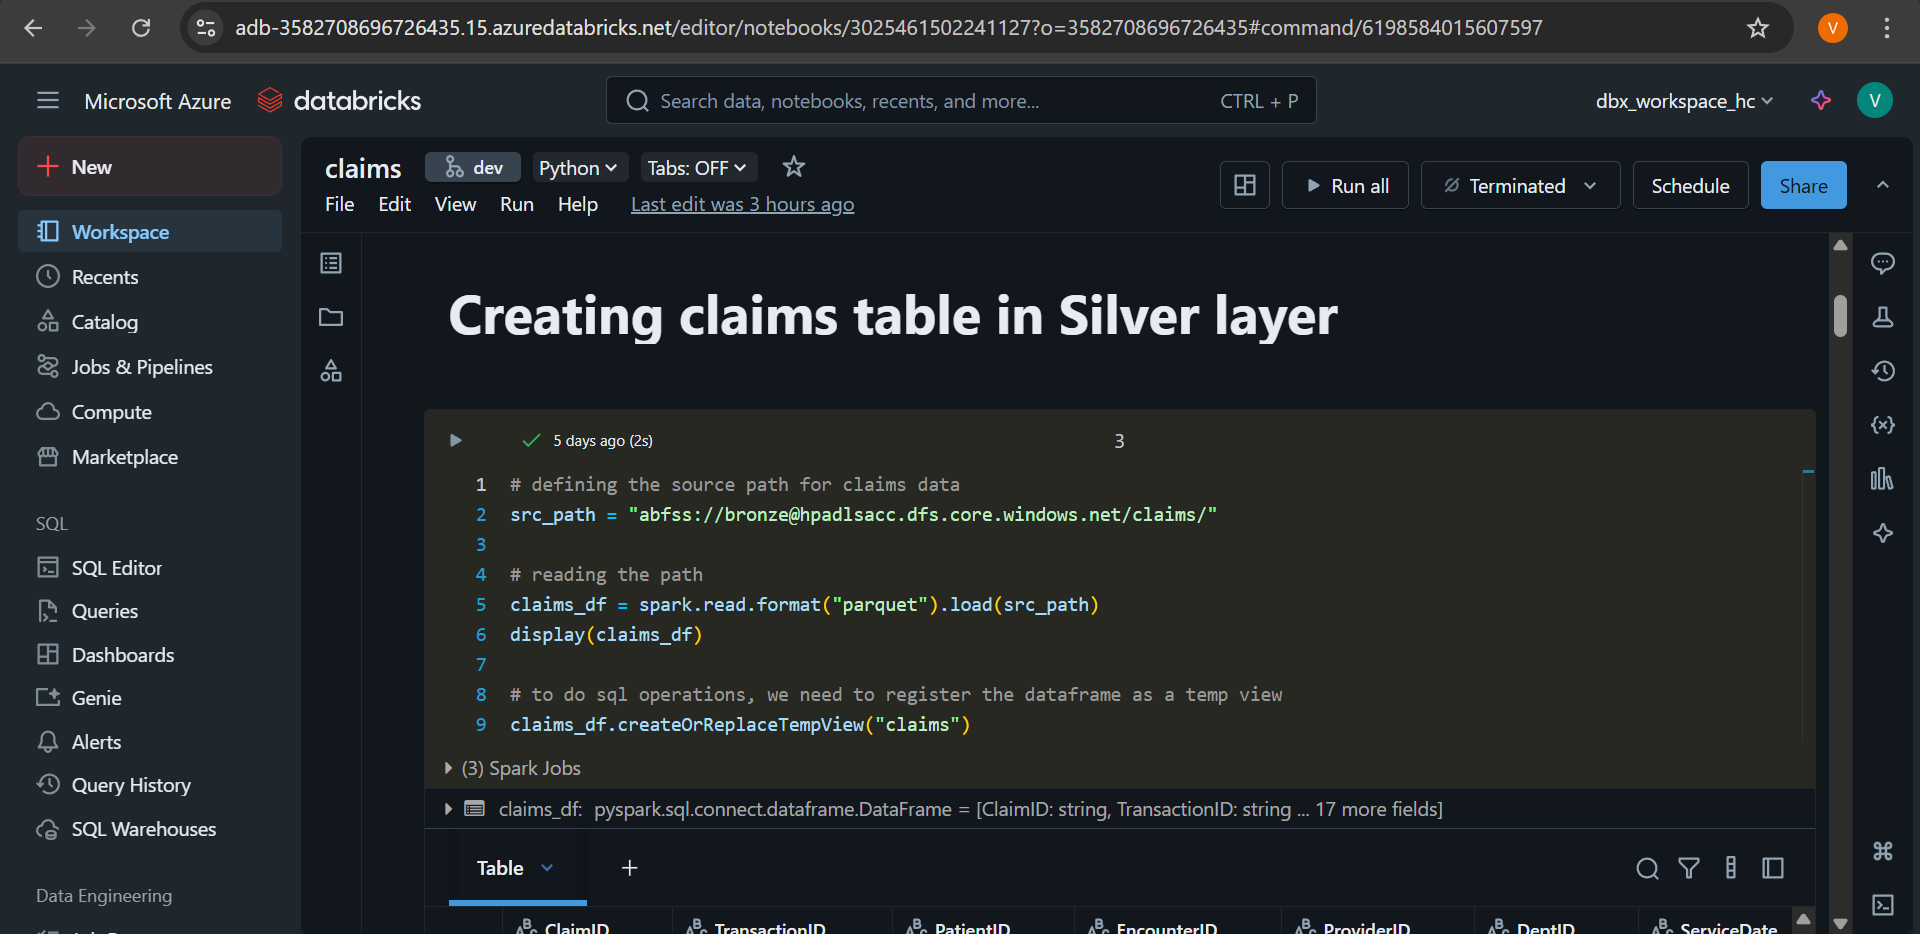 adb-3582708696726435.15.azuredatabricks.net/editor/notebooks/3025461502241127?o=3582708696726435#command/6198584015607597
V
Microsoft Azure databricks
Search data, notebooks, recents, and more... CTRL + P
dbx_workspace_hc
V
New
Workspace
Recents
Catalog
Jobs & Pipelines
Compute
Marketplace
SQL
SQL Editor
Queries
Dashboards
Genie
Alerts
Query History
SQL Warehouses
Data Engineering
claims dev Python Tabs: OFF
File Edit View Run Help Last edit was 3 hours ago
Run all Terminated Schedule Share
Creating claims table in Silver layer
5 days ago (2s) 3
1 # defining the source path for claims data
2 src_path = "abfss://bronze@hpadlsacc.dfs.core.windows.net/claims/"
3
4 # reading the path
5 claims_df = spark.read.format("parquet").load(src_path)
6 display(claims_df)
7
8 # to do sql operations, we need to register the dataframe as a temp view
9 claims_df.createOrReplaceTempView("claims")
(3) Spark Jobs
claims_df: pyspark.sql.connect.dataframe.DataFrame = [ClaimID: string, TransactionID: string ... 17 more fields]
Table +
ClaimID TransactionID PatientID EncounterID ProviderID DeptID ServiceDate